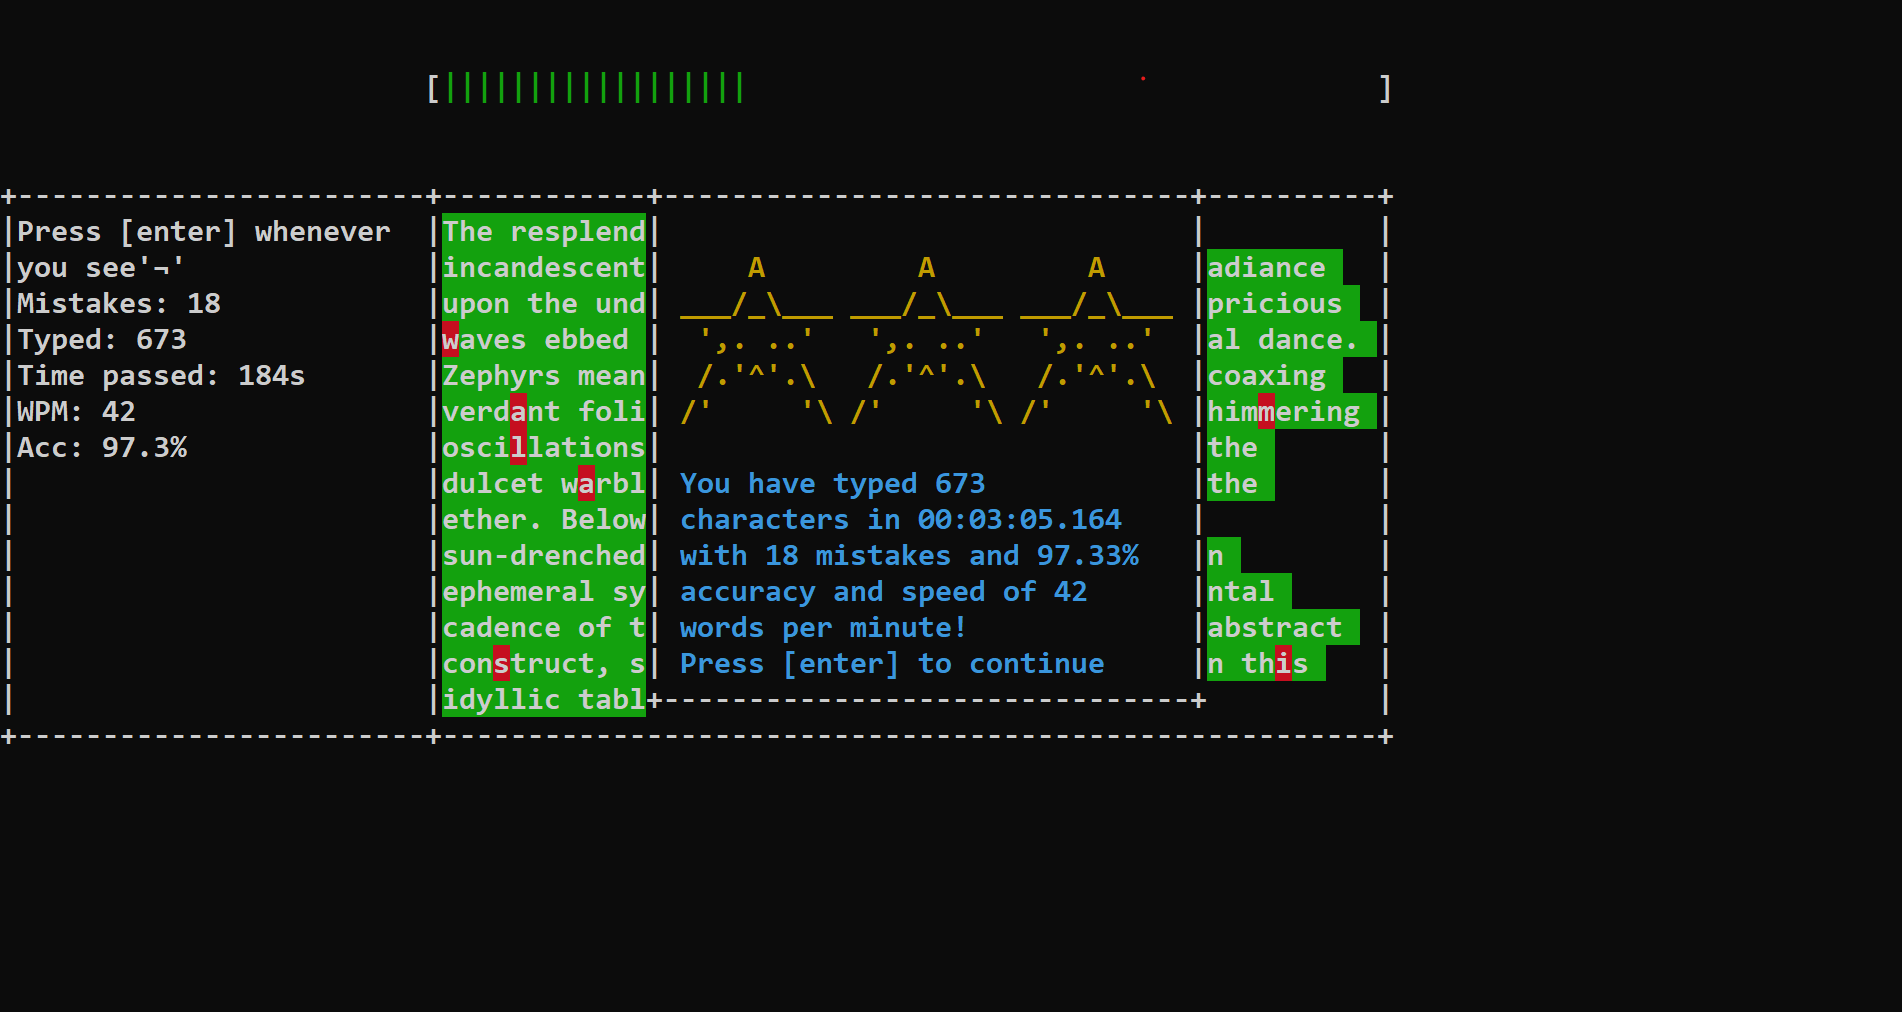 [||||||||||||||||||                                     ]
+------------------------+------------+-------------------------------+----------+
|Press [enter] whenever  |The resplend|                               |          |
|you see'¬'              |incandescent|     A         A         A     |adiance   |
|Mistakes: 18            |upon the und| ___/_\___ ___/_\___ ___/_\___ |pricious  |
|Typed: 673              |waves ebbed |  ',. ..'   ',. ..'   ',. ..'  |al dance. |
|Time passed: 184s       |Zephyrs mean|  /.'^'.\   /.'^'.\   /.'^'.\  |coaxing   |
|WPM: 42                 |verdant foli| /'     '\ /'     '\ /'     '\ |himmering |
|Acc: 97.3%              |oscillations|                               |the       |
|                        |dulcet warbl| You have typed 673            |the       |
|                        |ether. Below| characters in 00:03:05.164    |          |
|                        |sun-drenched| with 18 mistakes and 97.33%   |n         |
|                        |ephemeral sy| accuracy and speed of 42      |ntal      |
|                        |cadence of t| words per minute!             |abstract  |
|                        |construct, s| Press [enter] to continue     |n this    |
|                        |idyllic tabl+-------------------------------+          |
+------------------------+-------------------------------------------------------+